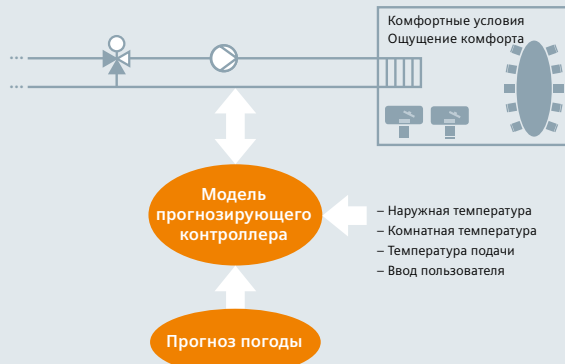 Комфортные условия
Ощущение комфорта
Модель
прогнозирующего
контроллера
– Наружная температура
– Комнатная температура
– Температура подачи
– Ввод пользователя
Прогноз погоды